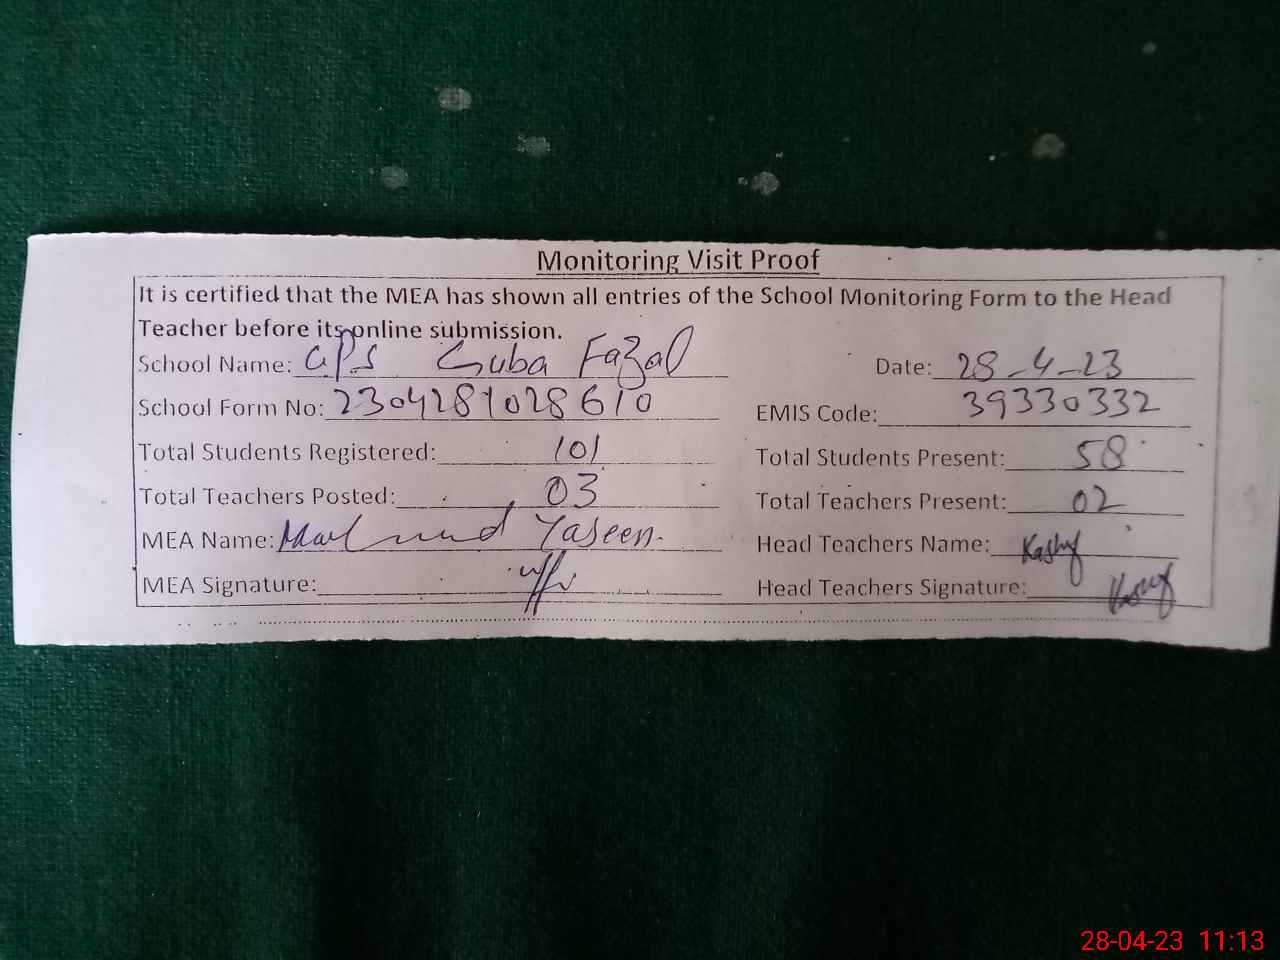 Monitoring Visit Proof
It is certified that the MEA has shown all entries of the School Monitoring Form to the Head
Teacher before its online submission.
School Name: GPS Suba Fazal Date: 28-4-23
School Form No: 2304281028610 EMIS Code: 39330332
Total Students Registered: 101 Total Students Present: 58
Total Teachers Posted: 03 Total Teachers Present: 02
MEA Name: Yaseen. Head Teachers Name: Kashif
MEA Signature: Head Teachers Signature:
28-04-23 11:13